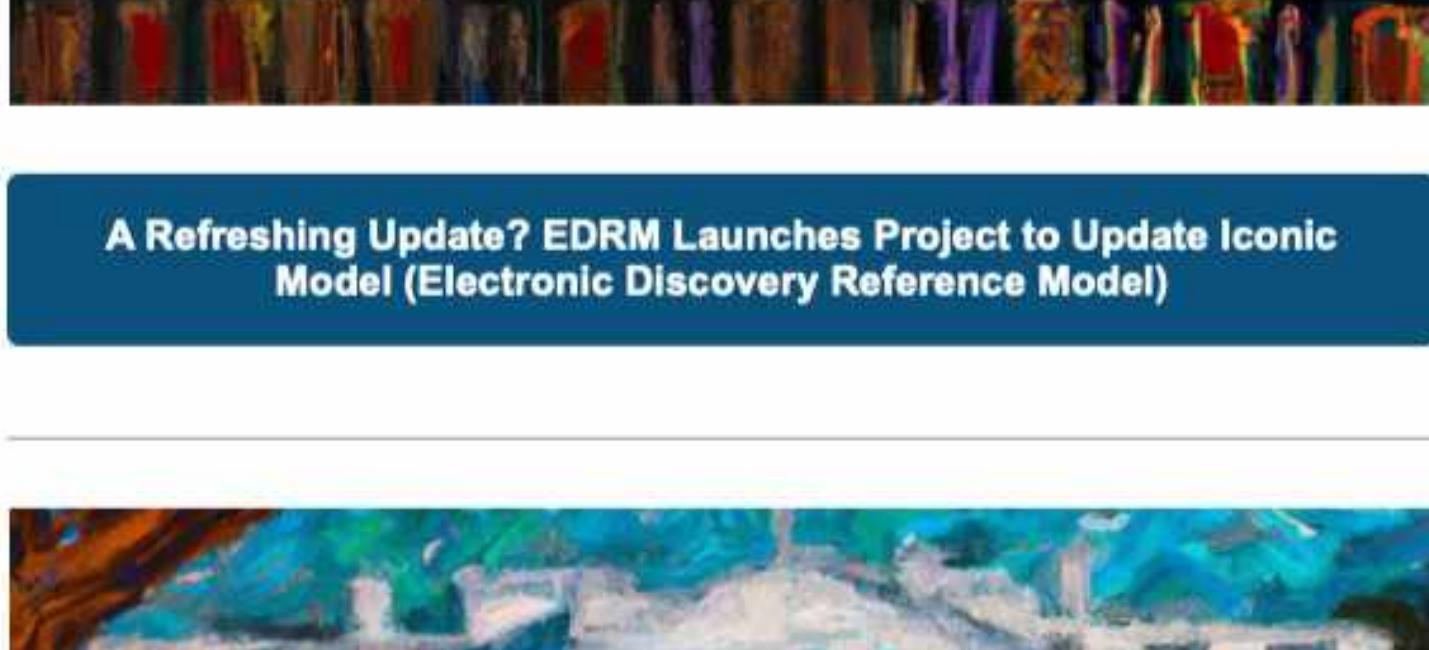 A Refreshing Update? EDRM Launches Project to Update Iconic
Model (Electronic Discovery Reference Model)